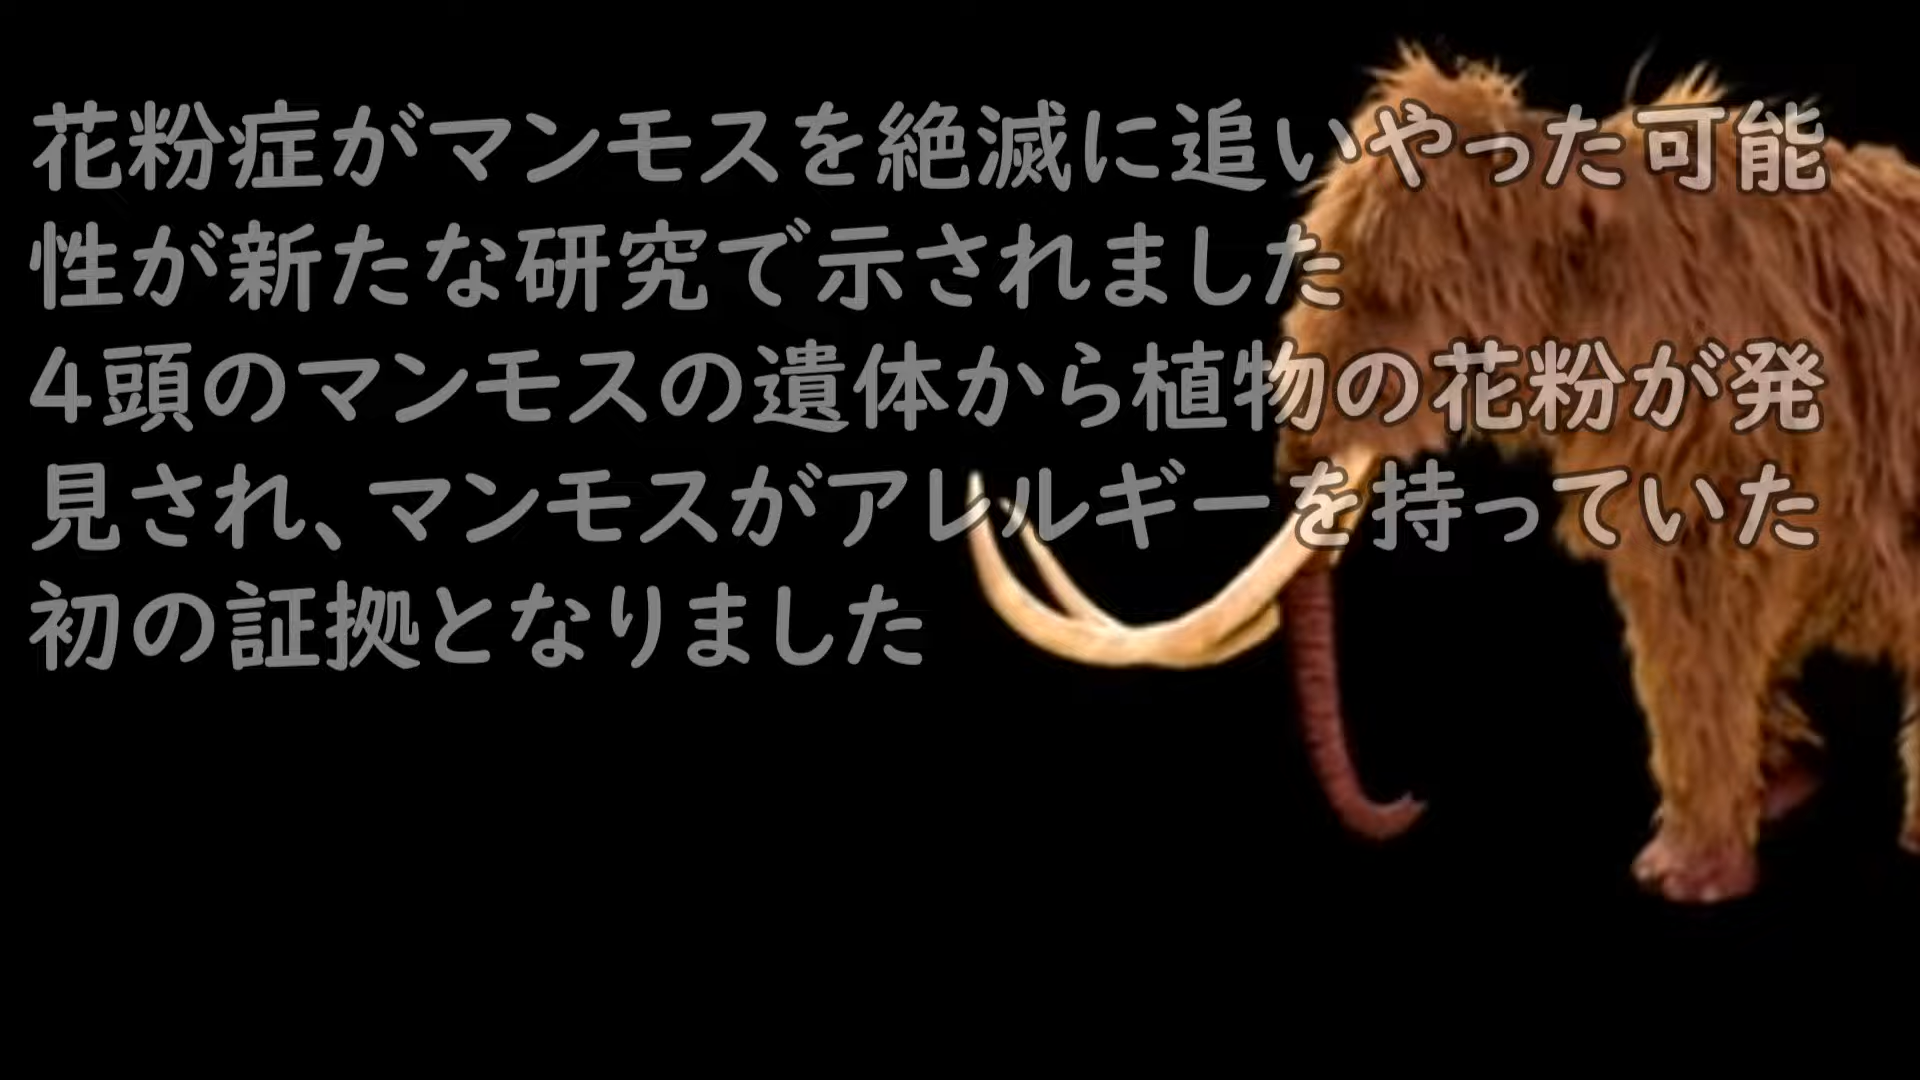 花粉症がマンモスを絶滅に追いやった可能
性が新たな研究で示されました
４頭のマンモスの遺体から植物の花粉が発
見され、マンモスがアレルギーを持っていた
初の証拠となりました